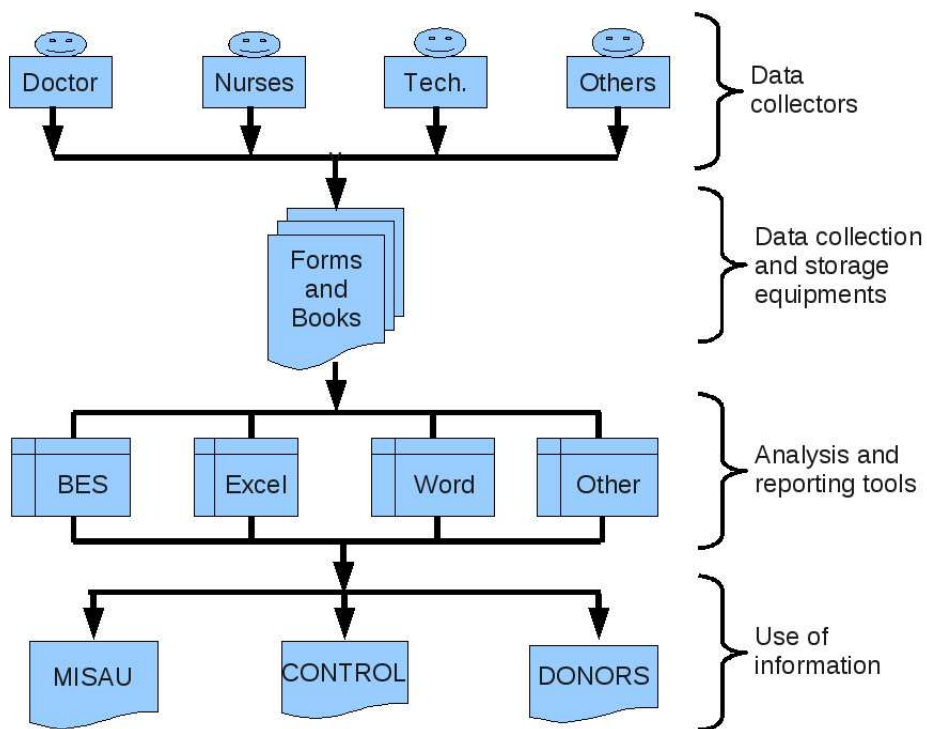 Doctor
Nurses
Tech.
Others
Data
collectors
Forms
and
Books
Data collection
and storage
equipments
BES
Excel
Word
Other
Analysis and
reporting tools
MISAU
CONTROL
DONORS
Use of
information